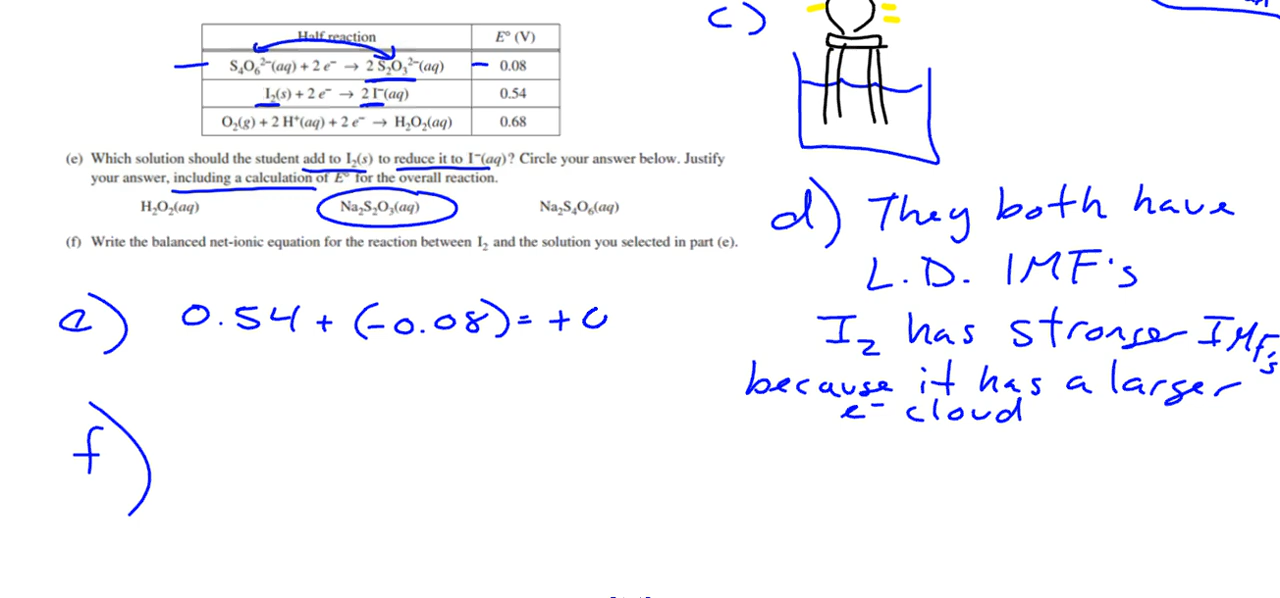 c)
Half reaction E° (V)
S₄O₆²⁻(aq) + 2 e⁻ → 2 S₂O₃²⁻(aq) 0.08
I₂(s) + 2 e⁻ → 2 I⁻(aq) 0.54
O₂(g) + 2 H⁺(aq) + 2 e⁻ → H₂O₂(aq) 0.68
(e) Which solution should the student add to I₂(s) to reduce it to I⁻(aq)? Circle your answer below. Justify
your answer, including a calculation of E° for the overall reaction.
H₂O₂(aq) Na₂S₂O₃(aq) Na₂S₄O₆(aq)
(f) Write the balanced net-ionic equation for the reaction between I₂ and the solution you selected in part (e).
e) 0.54 + (-0.08) = + 0
f)
d) They both have
L.D. IMF's
I₂ has stronger IMF's
because it has a larger
e⁻ cloud